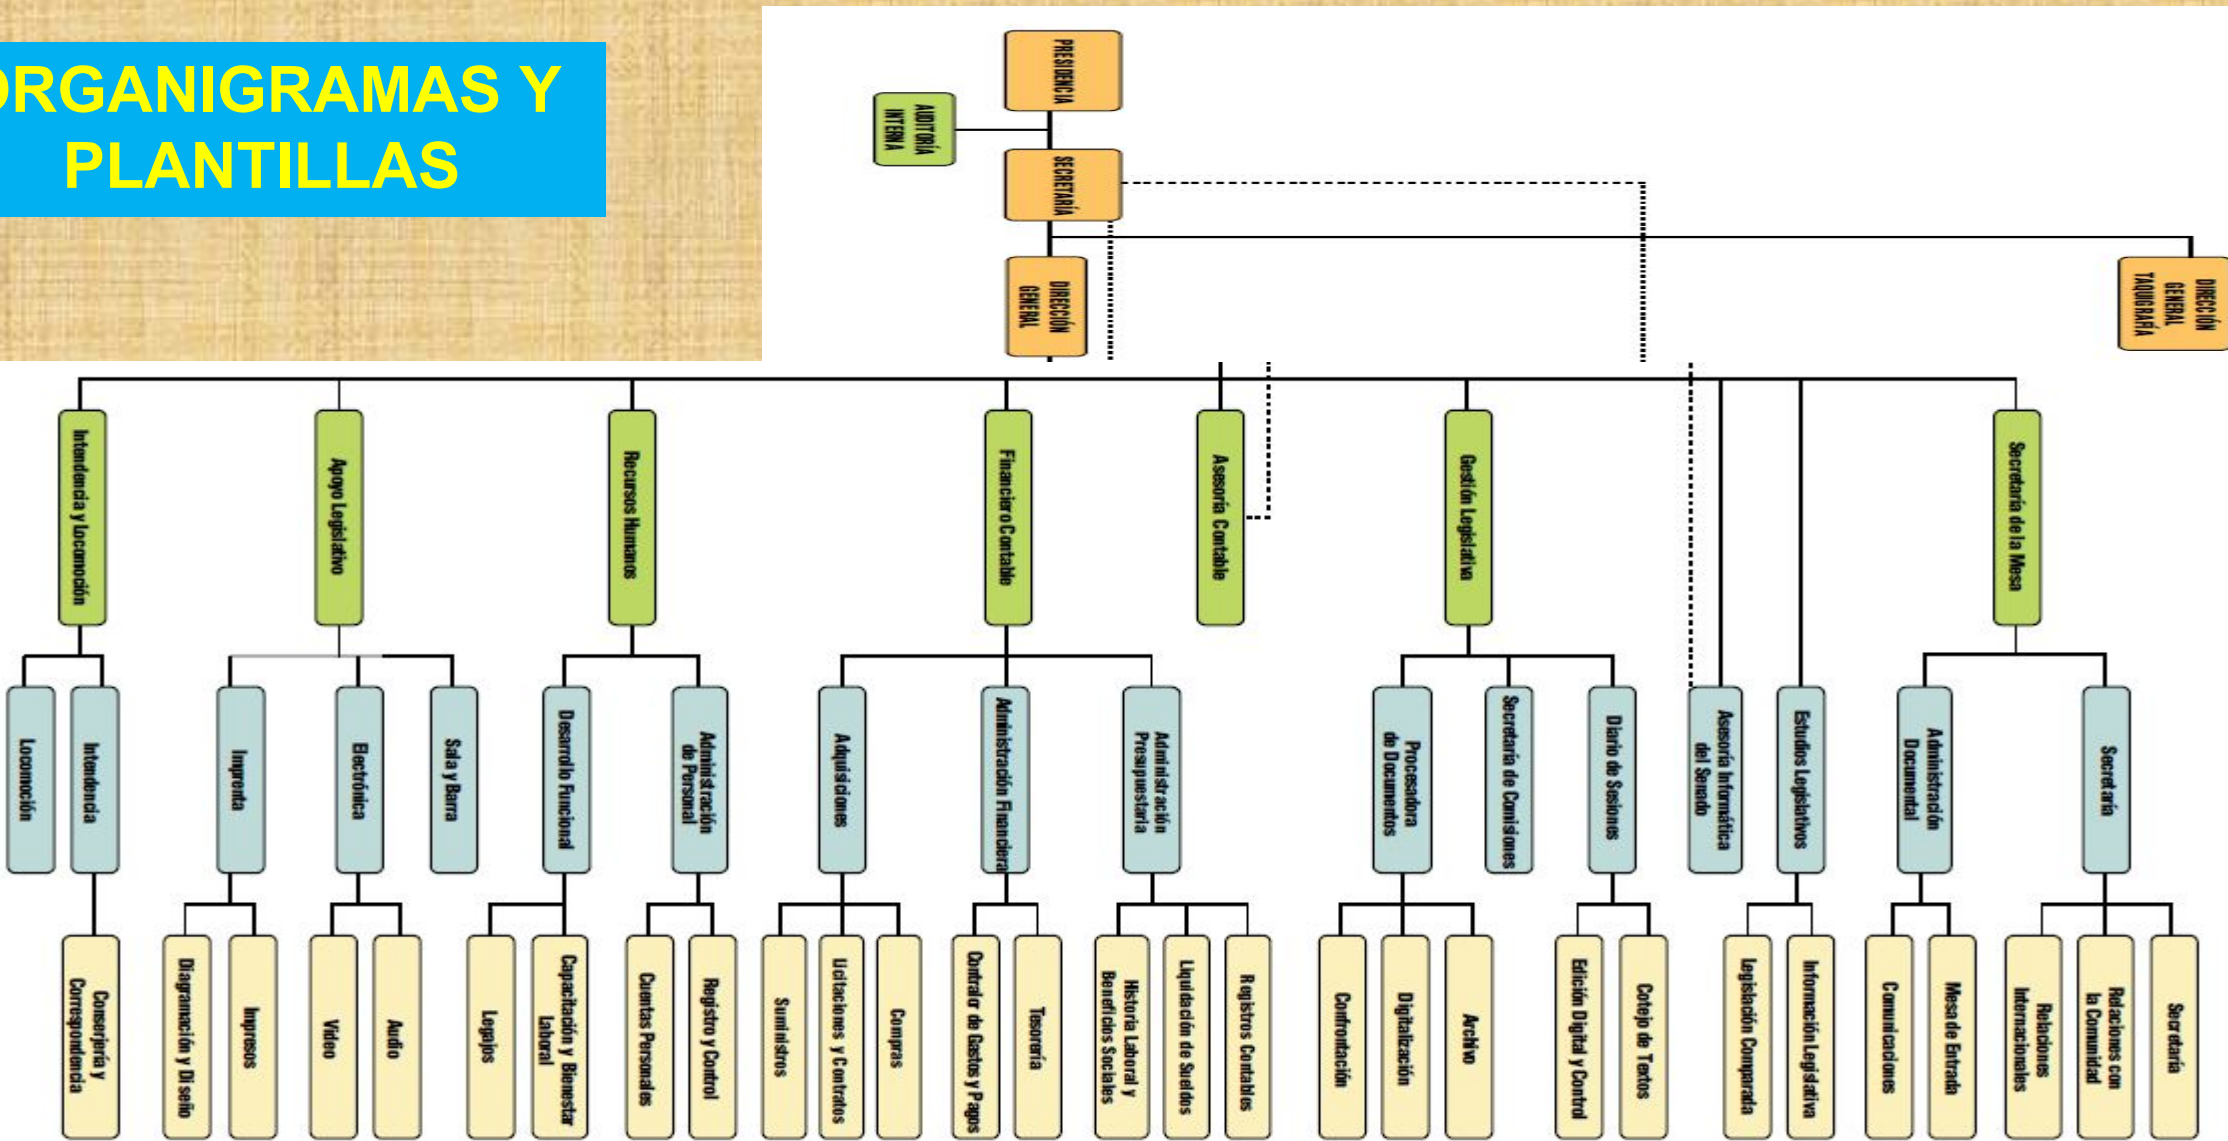 ORGANIGRAMAS Y
PLANTILLAS
PRESIDENCIA
AUDITORÍA
INTERNA
SECRETARÍA
DIRECCIÓN
GENERAL
DIRECCIÓN
GENERAL
TAQUIGRAFÍA
Intendencia y Locomoción
Apoyo Legislativo
Recursos Humanos
Financiero Contable
Asesoría Contable
Gestión Legislativa
Secretaría de la Mesa
Locomoción
Intendencia
Imprenta
Electrónica
Sala y Barra
Desarrollo Funcional
Administración
de Personal
Adquisiciones
Administración Financiera
Administración
Presupuestaria
Procesadora
de Documentos
Secretaría de Comisiones
Diario de Sesiones
Asesoría Informática
del Senado
Estudios Legislativos
Administración
Documental
Secretaría
Conserjería y
Correspondencia
Diagramación y Diseño
Impresos
Video
Audio
Legajos
Capacitación y Bienestar
Laboral
Cuentas Personales
Registro y Control
Suministros
Licitaciones y Contratos
Compras
Contralor de Gastos y Pagos
Tesorería
Historia Laboral y
Beneficios Sociales
Liquidación de Sueldos
Registros Contables
Confrontación
Digitalización
Archivo
Edición Digital y Control
Cotejo de Textos
Legislación Comparada
Información Legislativa
Comunicaciones
Mesa de Entrada
Relaciones
Internacionales
Relaciones con
la Comunidad
Secretaría